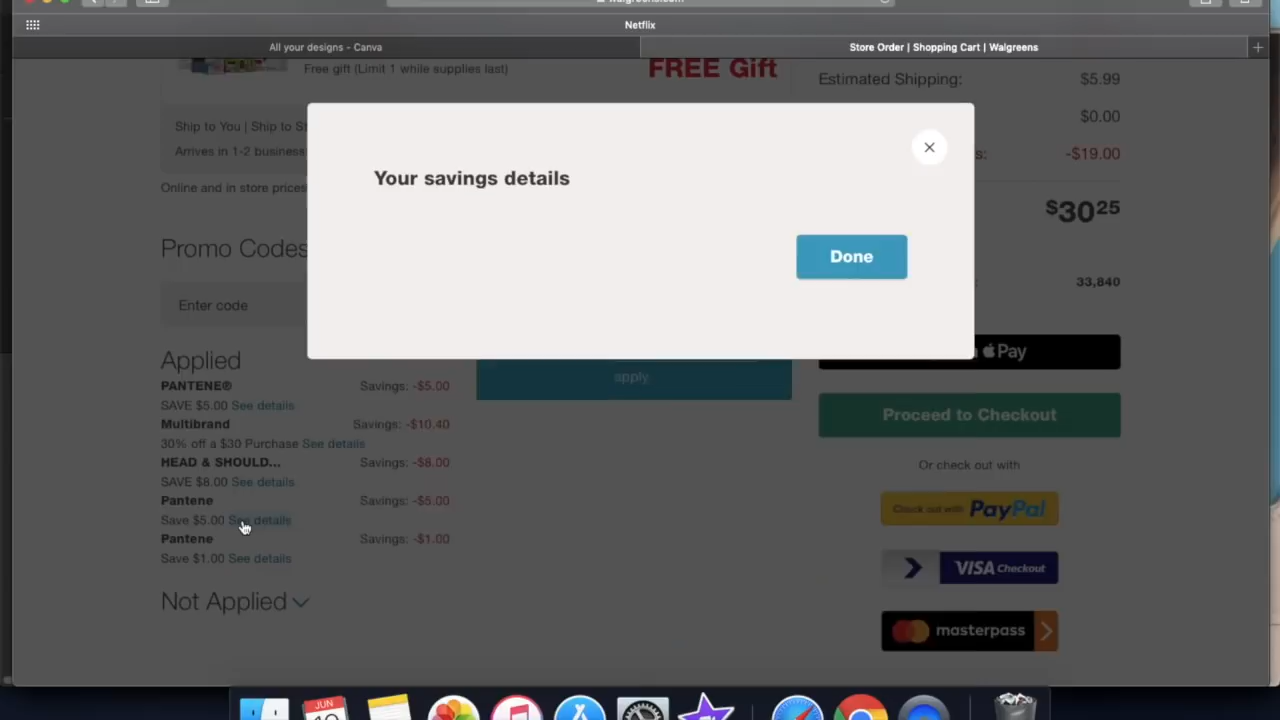 Netflix
All your designs - Canva
Store Order | Shopping Cart | Walgreens
Free gift (Limit 1 while supplies last)
FREE Gift
Estimated Shipping:
$5.99
$0.00
Ship to You | Ship to St
Arrives in 1-2 business
s:
-$19.00
Online and in store prices
Your savings details
Done
$30 25
Promo Codes
33,840
Enter code
Pay
Applied
PANTENE®
Savings: -$5.00
SAVE $5.00 See details
Multibrand
Savings: -$10.40
30% off a $30 Purchase See details
HEAD & SHOULD...
Savings: -$8.00
SAVE $8.00 See details
Pantene
Savings: -$5.00
Save $5.00 See details
Pantene
Savings: -$1.00
Save $1.00 See details
Not Applied
apply
Proceed to Checkout
Or check out with
Check out with PayPal
VISA Checkout
masterpass
JUN